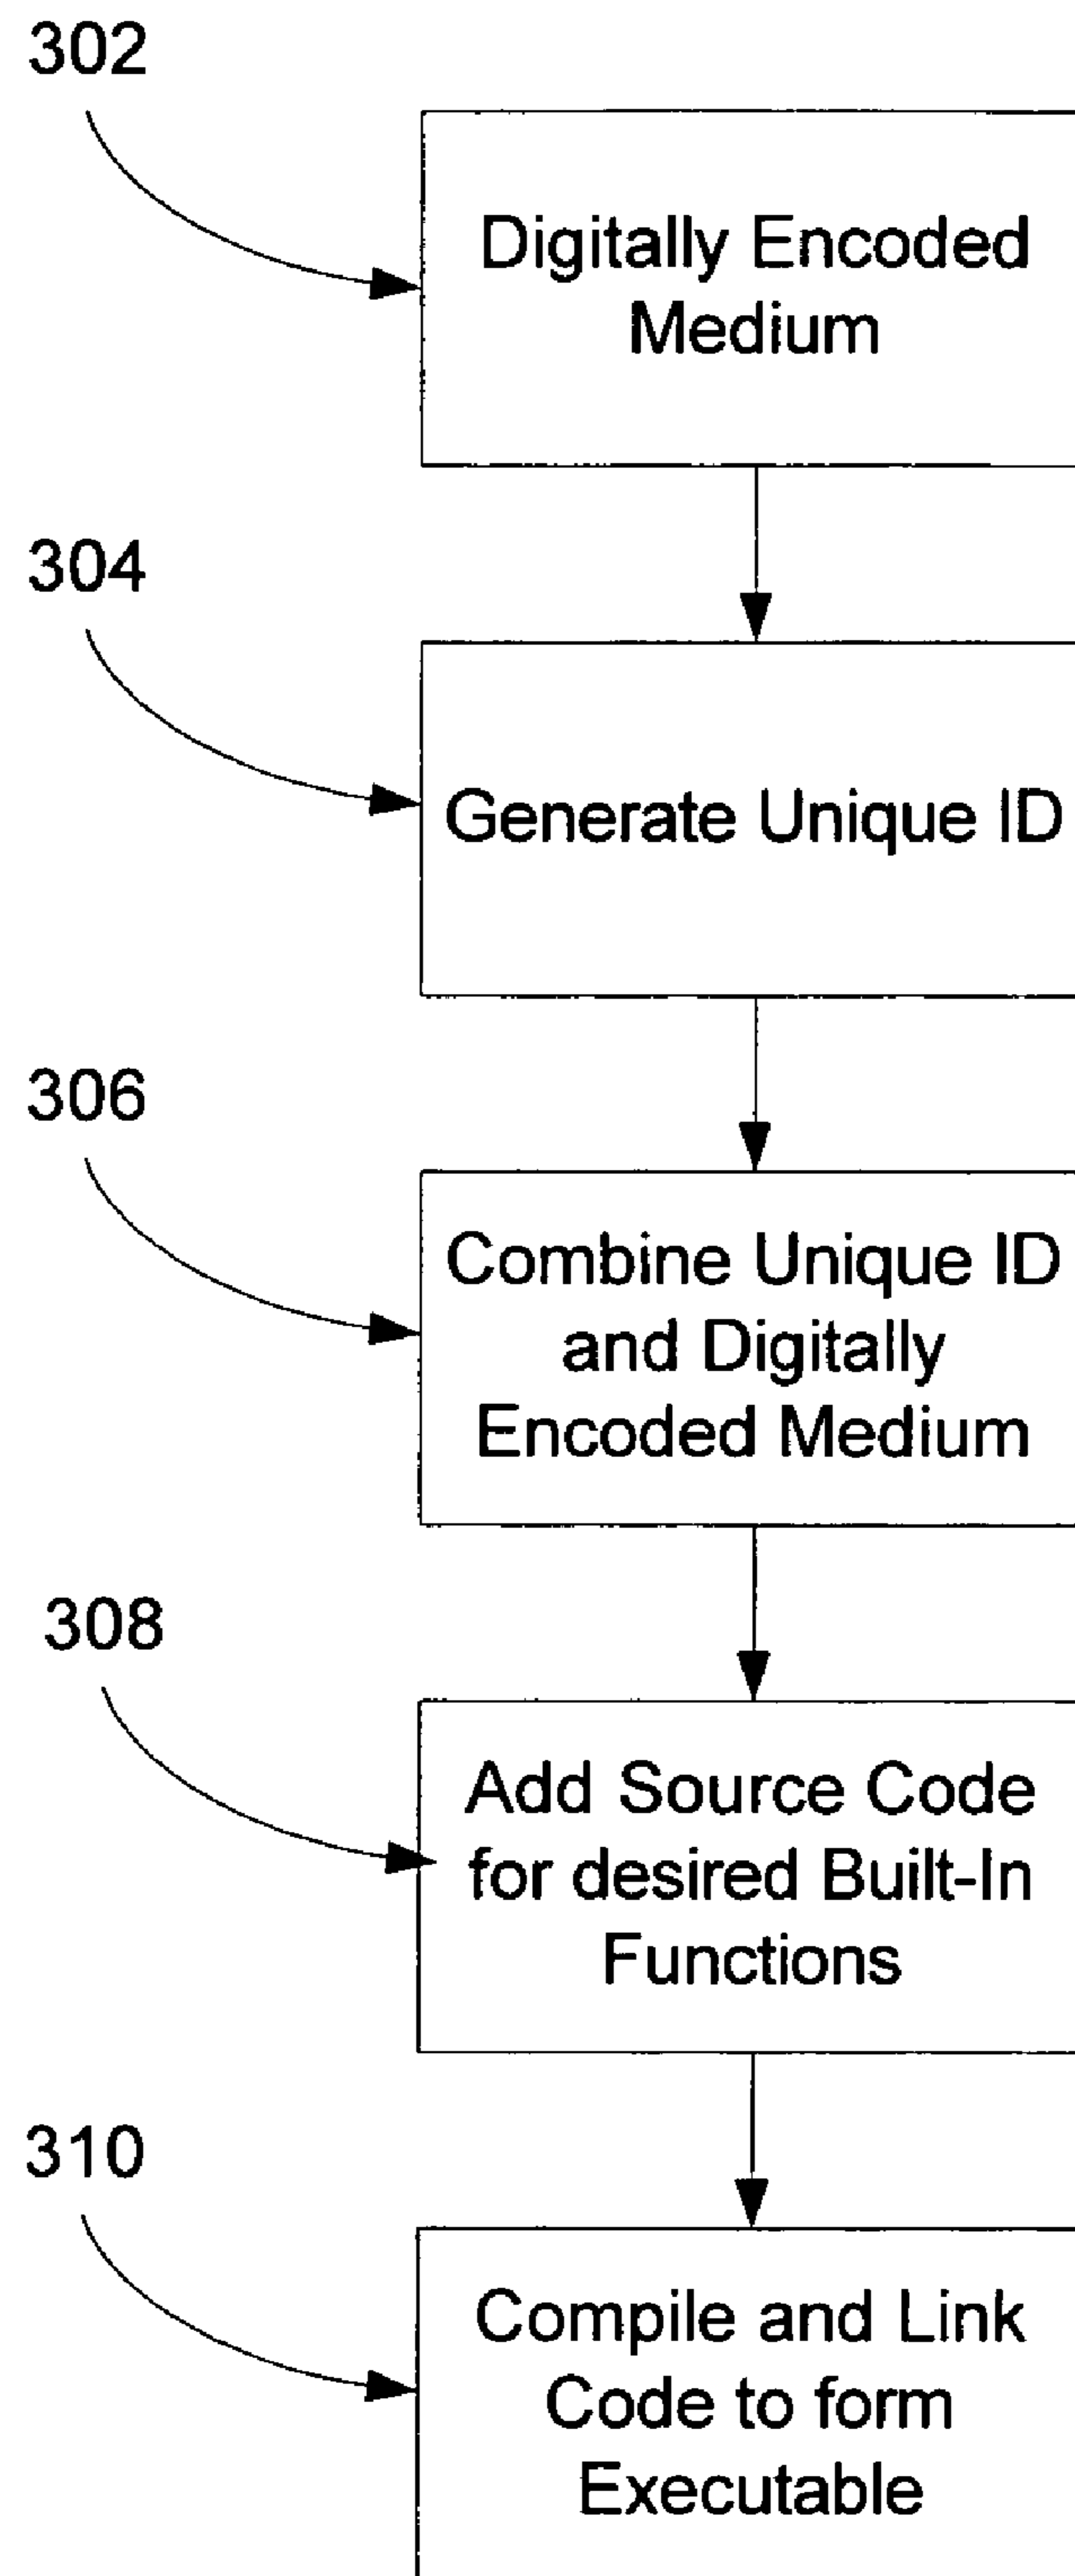 302
Digitally Encoded
Medium
304
Generate Unique ID
306
Combine Unique ID
and Digitally
Encoded Medium
308
Add Source Code
for desired Built-In
Functions
310
Compile and Link
Code to form
Executable